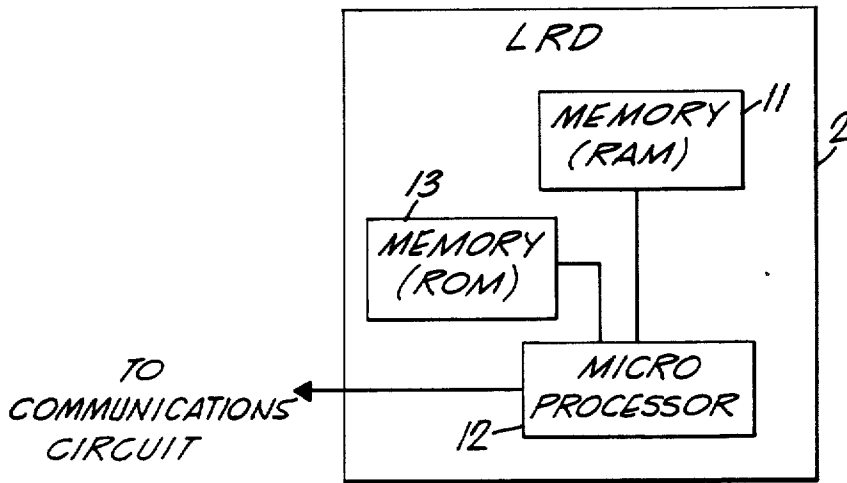 LRD
11
MEMORY
(RAM)
2
13
MEMORY
(ROM)
MICRO
PROCESSOR
12
TO
COMMUNICATIONS
CIRCUIT